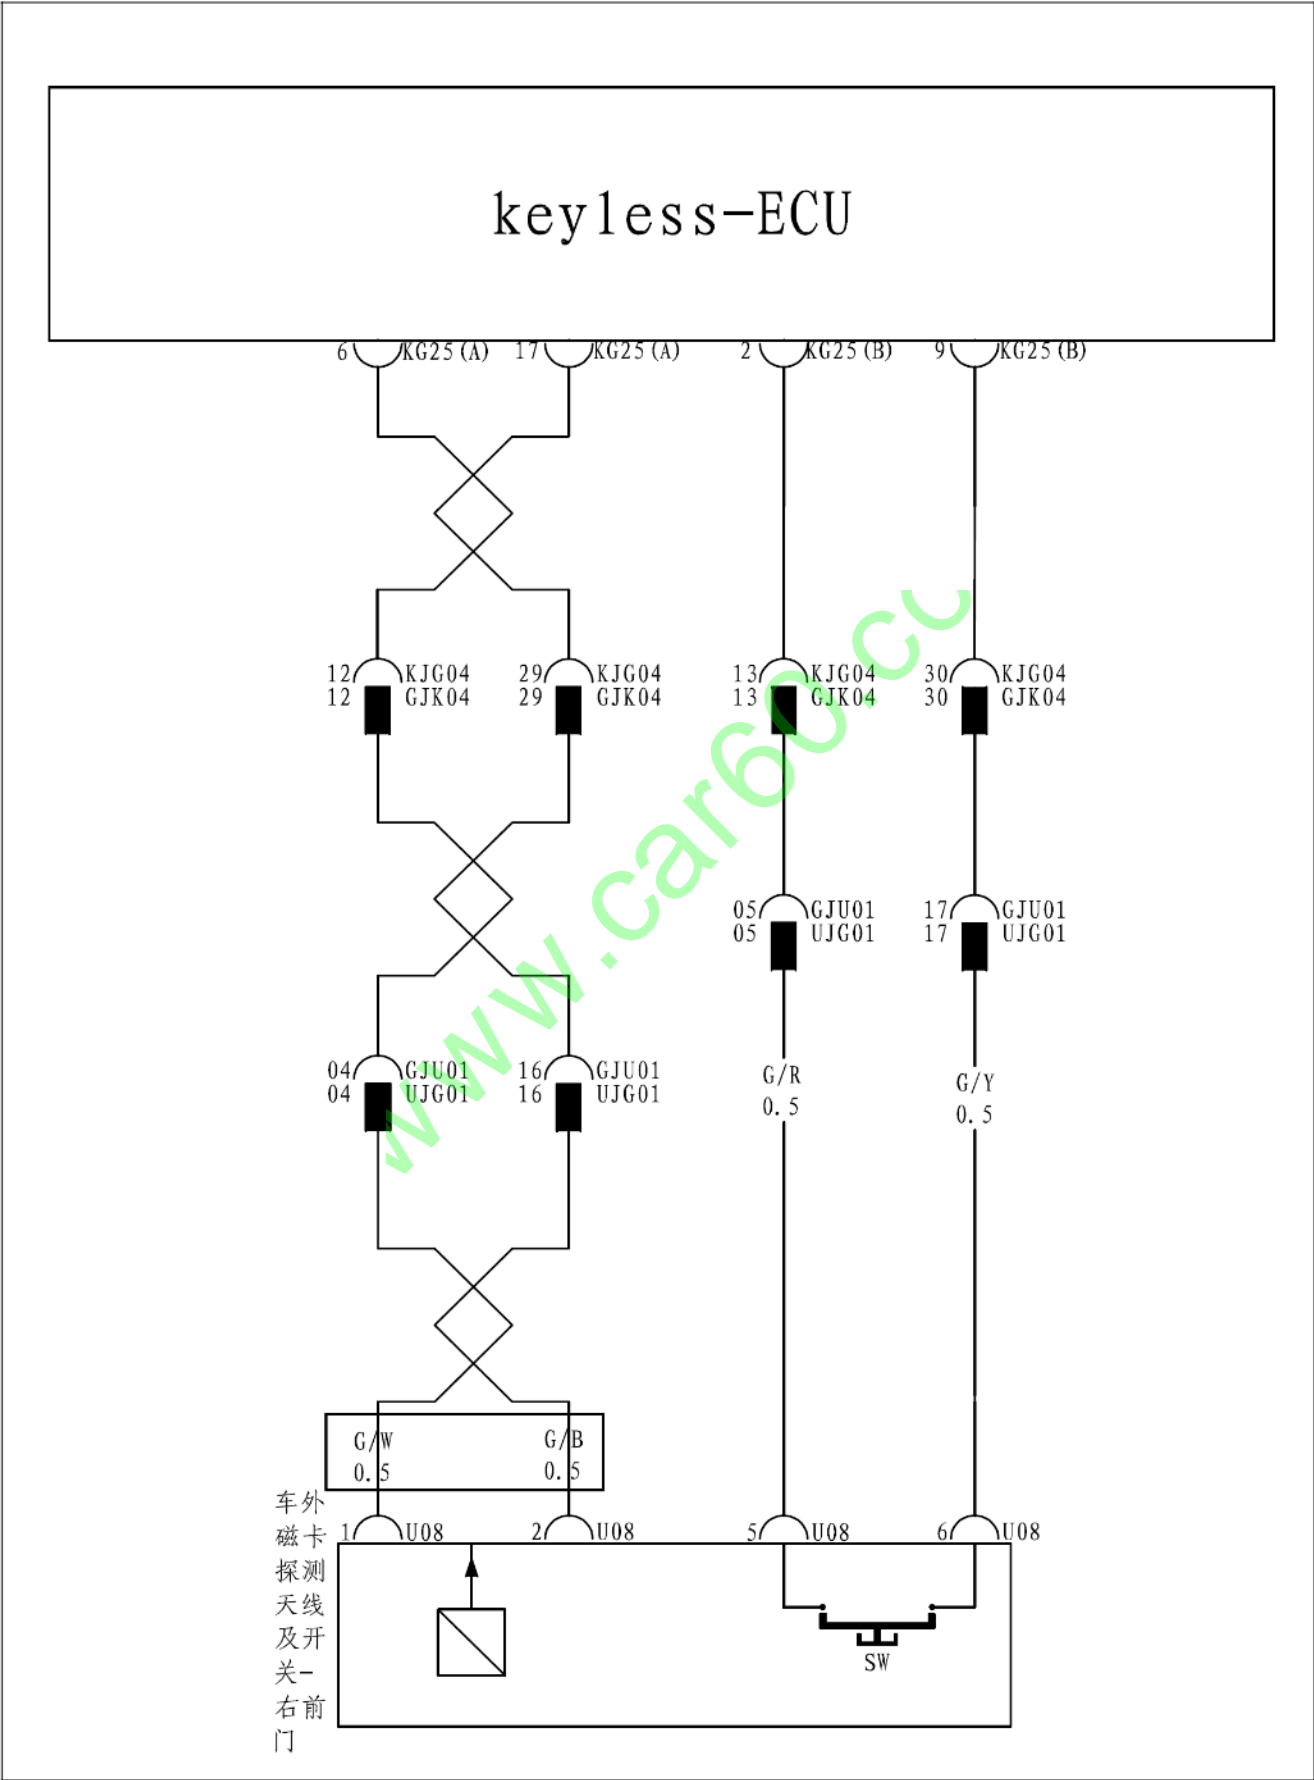 keyless-ECU
6 KG25(A) 17 KG25(A) 2 KG25(B) 9 KG25(B)
12 KJG04 29 KJG04 13 KJG04 30 KJG04
12 GJK04 29 GJK04 13 GJK04 30 GJK04
05 GJU01 17 GJU01
05 UJG01 17 UJG01
04 GJU01 16 GJU01
04 UJG01 16 UJG01
G/R G/Y
0.5 0.5
G/W G/B
0.5 0.5
1 U08 2 U08 5 U08 6 U08
车外
磁卡
探测
天线
及开
关-
右前
门
SW
www.car60.cc